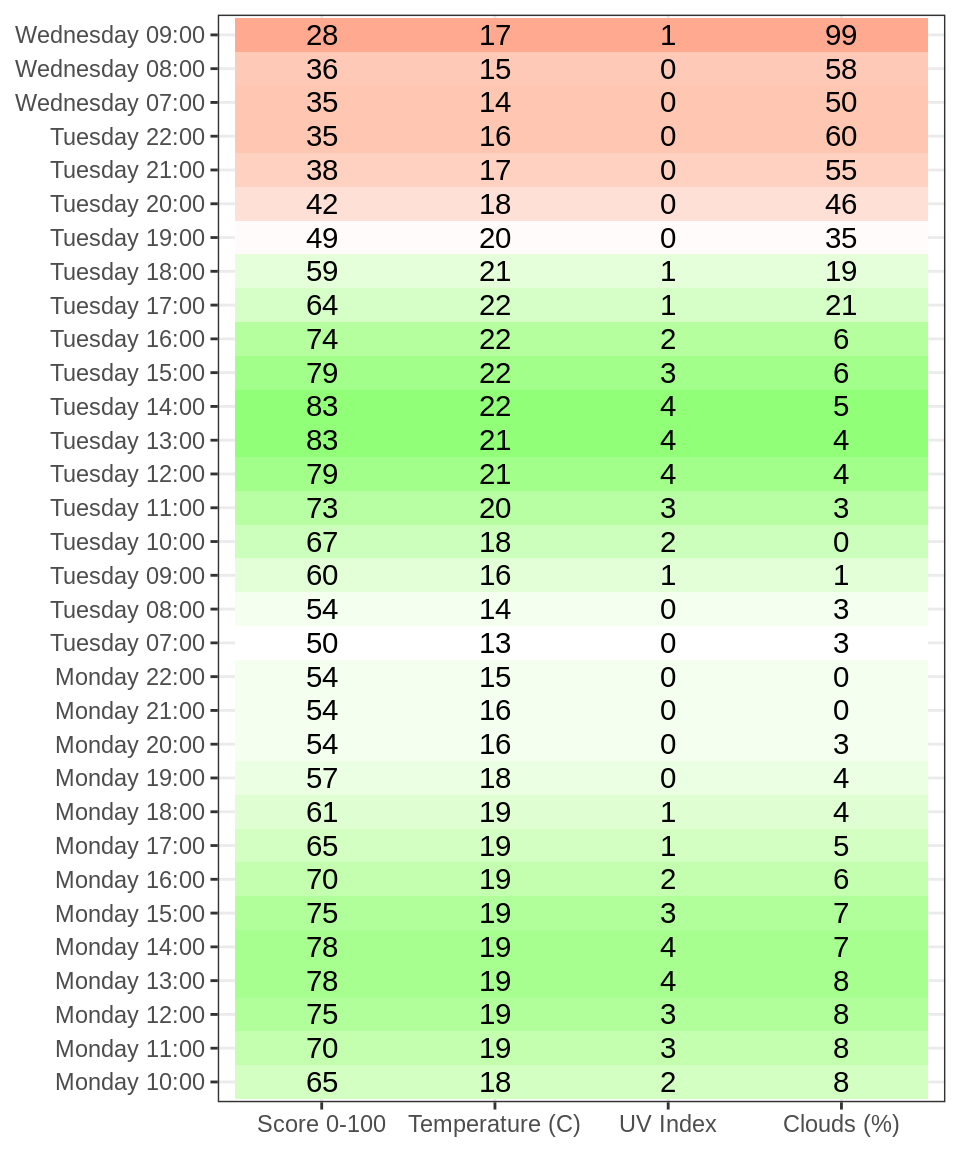 Wednesday 09:00 28 17 1 99
Wednesday 08:00 36 15 0 58
Wednesday 07:00 35 14 0 50
Tuesday 22:00 35 16 0 60
Tuesday 21:00 38 17 0 55
Tuesday 20:00 42 18 0 46
Tuesday 19:00 49 20 0 35
Tuesday 18:00 59 21 1 19
Tuesday 17:00 64 22 1 21
Tuesday 16:00 74 22 2 6
Tuesday 15:00 79 22 3 6
Tuesday 14:00 83 22 4 5
Tuesday 13:00 83 21 4 4
Tuesday 12:00 79 21 4 4
Tuesday 11:00 73 20 3 3
Tuesday 10:00 67 18 2 0
Tuesday 09:00 60 16 1 1
Tuesday 08:00 54 14 0 3
Tuesday 07:00 50 13 0 3
Monday 22:00 54 15 0 0
Monday 21:00 54 16 0 0
Monday 20:00 54 16 0 3
Monday 19:00 57 18 0 4
Monday 18:00 61 19 1 4
Monday 17:00 65 19 1 5
Monday 16:00 70 19 2 6
Monday 15:00 75 19 3 7
Monday 14:00 78 19 4 7
Monday 13:00 78 19 4 8
Monday 12:00 75 19 3 8
Monday 11:00 70 19 3 8
Monday 10:00 65 18 2 8
Score 0-100 Temperature (C) UV Index Clouds (%)